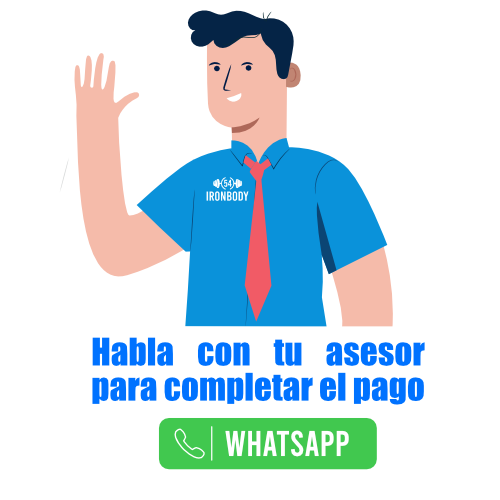 54
IRONBODY
Habla con tu asesor
para completar el pago
WHATSAPP